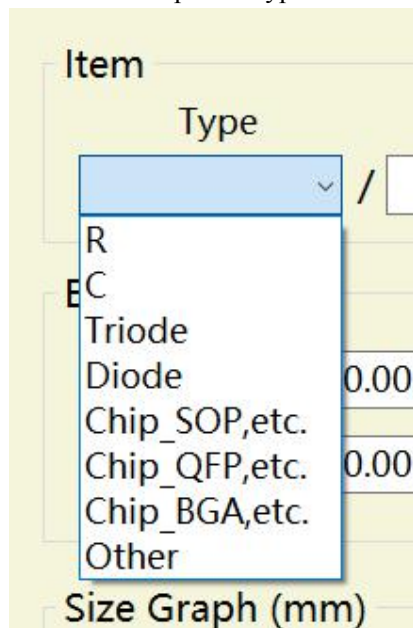 Item
Type
/
R
C
Triode
Diode
0.00
Chip_SOP,etc.
Chip_QFP,etc.
0.00
Chip_BGA,etc.
Other
Size Graph (mm)